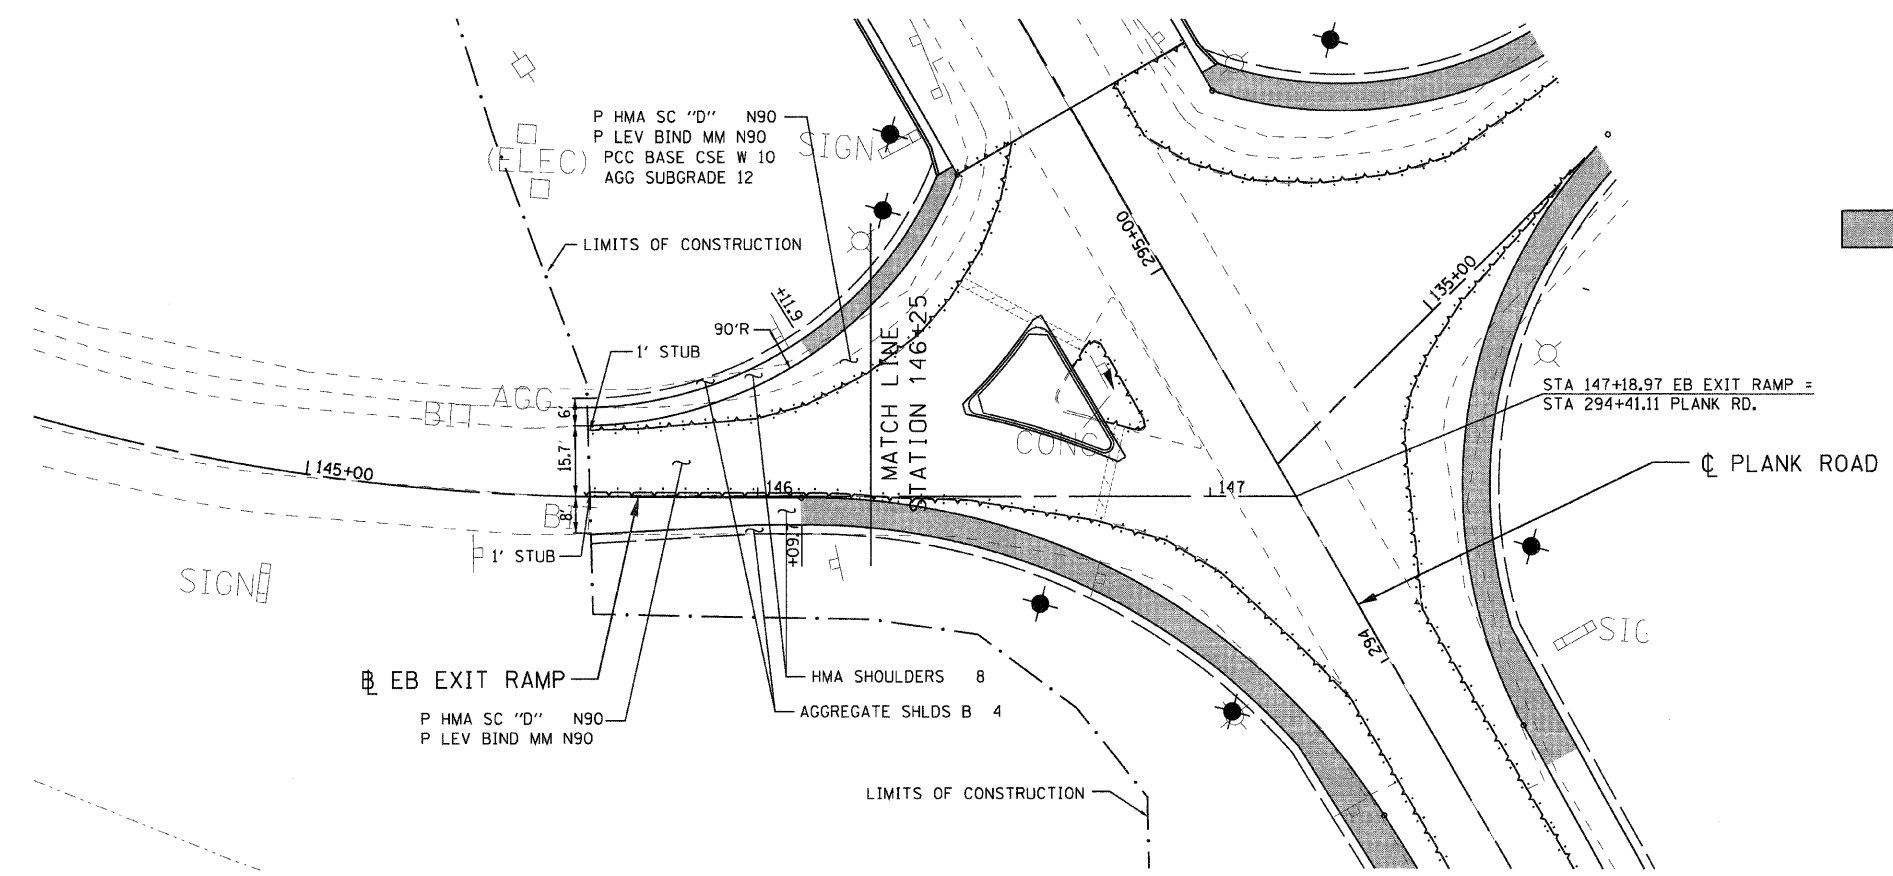 P HMA SC "D" N90
P LEV BIND MM N90
PCC BASE CSE W 10
AGG SUBGRADE 12
SIGN
(ELEC)
LIMITS OF CONSTRUCTION
295+00
135+00
+11.9
90'R
1' STUB
MATCH LINE
STATION 146+25
AGG
BIT
6'
15.7'
8'
145+00
146
147
CONC
STA 147+18.97 EB EXIT RAMP =
STA 294+41.11 PLANK RD.
℄ PLANK ROAD
1' STUB
+09.7
SIGN
294
SIG
B EB EXIT RAMP
HMA SHOULDERS 8
AGGREGATE SHLDS B 4
P HMA SC "D" N90
P LEV BIND MM N90
LIMITS OF CONSTRUCTION